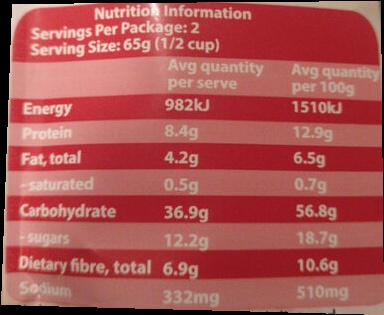 Nutrition Information
Servings Per Package: 2
Serving Size: 65g (1/2 cup)
Avg quantity per serve Avg quantity per 100g
Energy 982kJ 1510kJ
Protein 8.4g 12.9g
Fat, total 4.2g 6.5g
- saturated 0.5g 0.7g
Carbohydrate 36.9g 56.8g
- sugars 12.2g 18.7g
Dietary fibre, total 6.9g 10.6g
Sodium 332mg 510mg